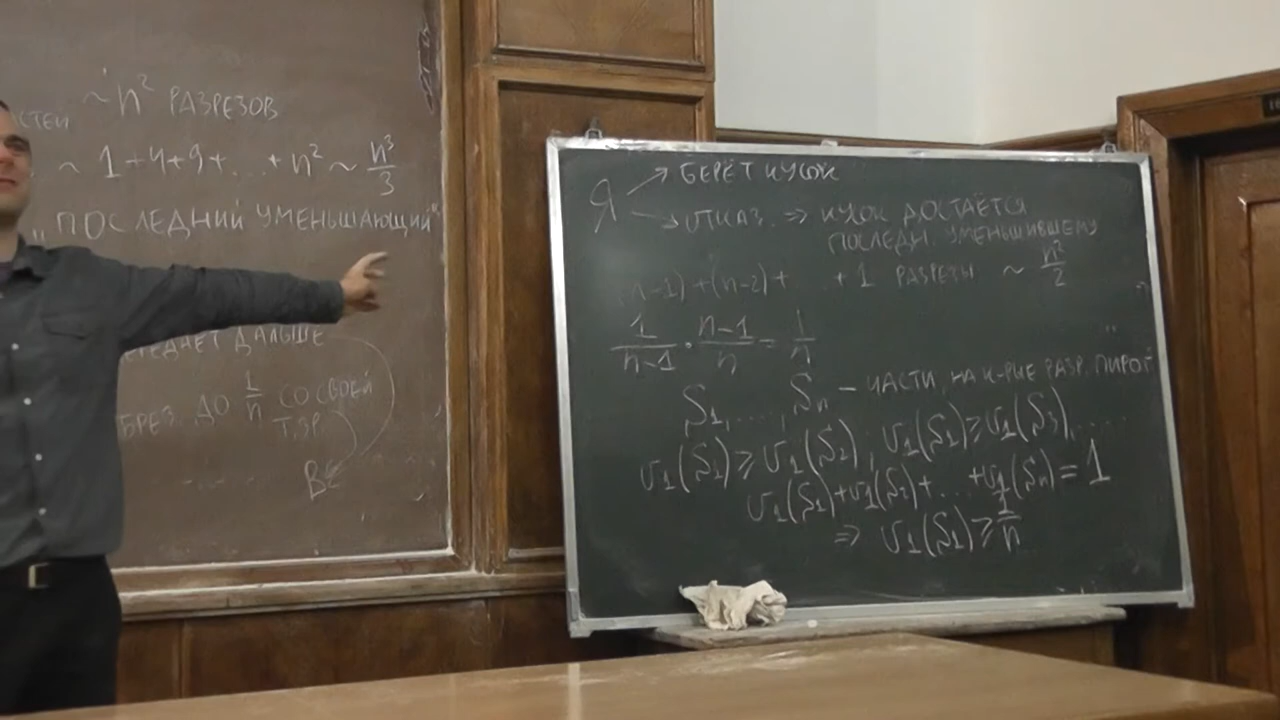 ~n² РАЗРЕЗОВ
~ 1+4+9+...+n² ~ n³/3
„ПОСЛЕДНИЙ УМЕНЬШАЮЩИЙ“
ДАЛЬШЕ
ДО 1/n СО СВОЕЙ
Т.ЗР.
В
Я → БЕРЁТ КУСОК
→ ОТКАЗ. ⇒ КУСОК ДОСТАЁТСЯ
ПОСЛЕДН. УМЕНЬШИВШЕМУ
(n-1)+(n-2)+...+1 РАЗРЕЗЫ ~ n²/2
1/(n-1) · (n-1)/n = 1/n
S₁, ..., Sₙ – ЧАСТИ, НА К-РЫЕ РАЗР. ПИРОГ
υ₁(S₁) ⩾ υ₁(S₂), υ₁(S₁) ⩾ υ₁(S₃), ....
υ₁(S₁)+υ₁(S₂)+...+υ₁(Sₙ) = 1
⇒ υ₁(S₁) ⩾ 1/n